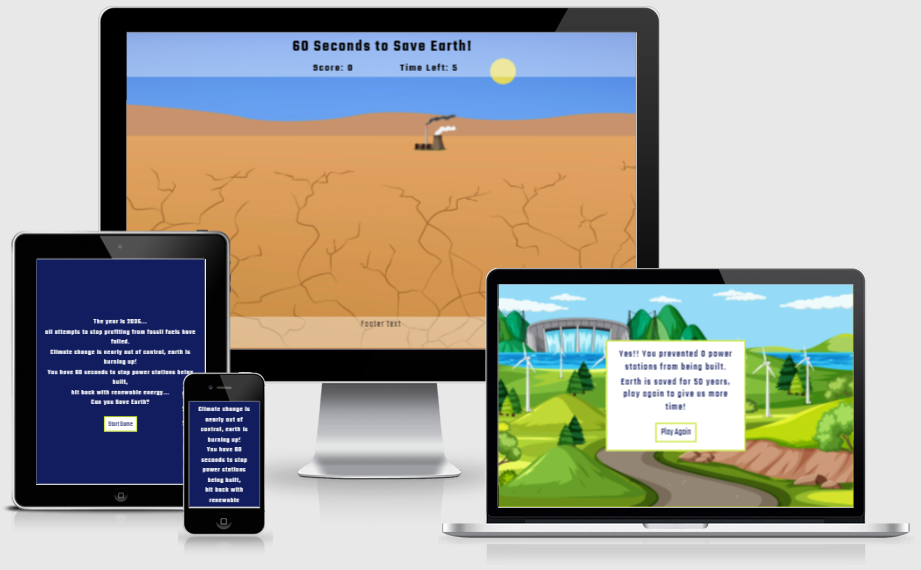 60 Seconds to Save Earth!
Score: 0 Time Left: 5
Footer text
The year is 2035...
all attempts to stop profiting from fossil fuels have
failed.
Climate change is nearly out of control, earth is
burning up!
You have 60 seconds to stop power stations being
built,
hit back with renewable energy...
Can you Save Earth?
Start Game
Climate change is
nearly out of
control, earth is
burning up!
You have 60
seconds to stop
power stations
being built,
hit back with
renewable
Yes!! You prevented 0 power
stations from being built.
Earth is saved for 50 years,
play again to give us more
time!
Play Again